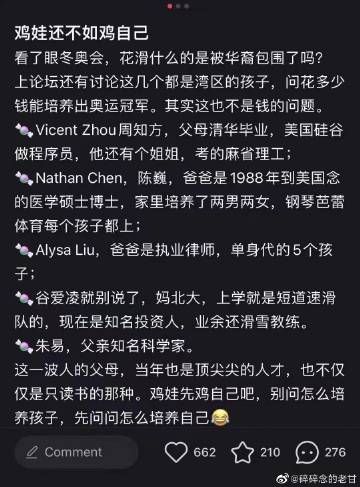 鸡娃还不如鸡自己
看了眼冬奥会，花滑什么的是被华裔包围了吗？
上论坛还有讨论这几个都是湾区的孩子，问花多少
钱能培养出奥运冠军。其实这也不是钱的问题。
🍬Vicent Zhou周知方，父母清华毕业，美国硅谷
做程序员，他还有个姐姐，考的麻省理工；
🍬Nathan Chen，陈巍，爸爸是1988年到美国念
的医学硕士博士，家里培养了两男两女，钢琴芭蕾
体育每个孩子都上；
🍬Alysa Liu，爸爸是执业律师，单身代的5个孩
子；
🍬谷爱凌就别说了，妈北大，上学就是短道速滑
队的，现在是知名投资人，业余还滑雪教练。
🍬朱易，父亲知名科学家。
这一波人的父母，当年也是顶尖尖的人才，也不仅
仅是只读书的那种。鸡娃先鸡自己吧，别问怎么培
养孩子，先问问怎么培养自己😂
Comment 662 210 276
@碎碎念的老甘